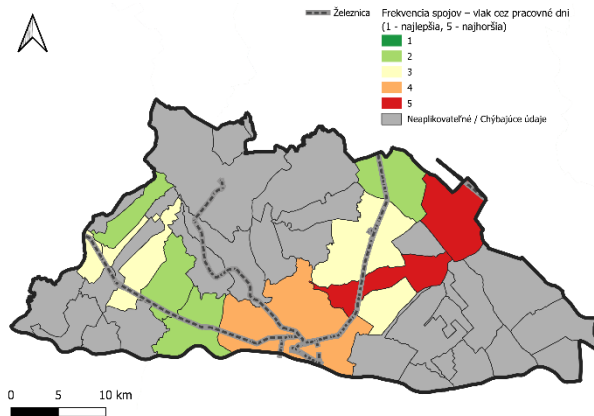 Železnica
Frekvencia spojov – vlak cez pracovné dni
(1 - najlepšia, 5 - najhoršia)
1
2
3
4
5
Neaplikovateľné / Chýbajúce údaje
0 5 10 km